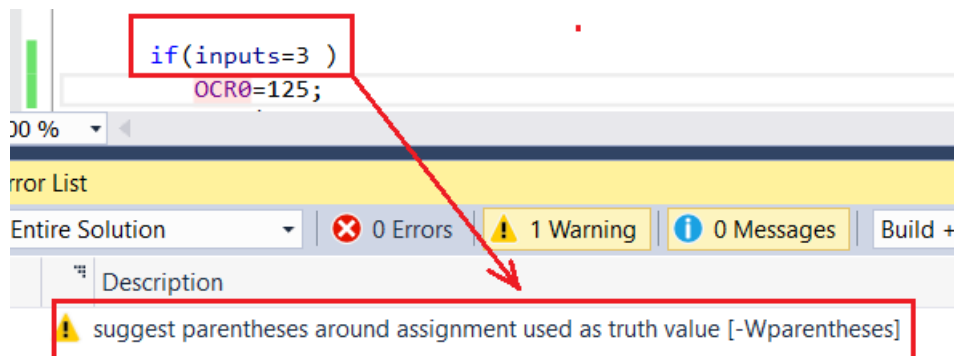 if(inputs=3 )
OCR0=125;
00 %
rror List
Entire Solution 0 Errors 1 Warning 0 Messages Build +
Description
suggest parentheses around assignment used as truth value [-Wparentheses]